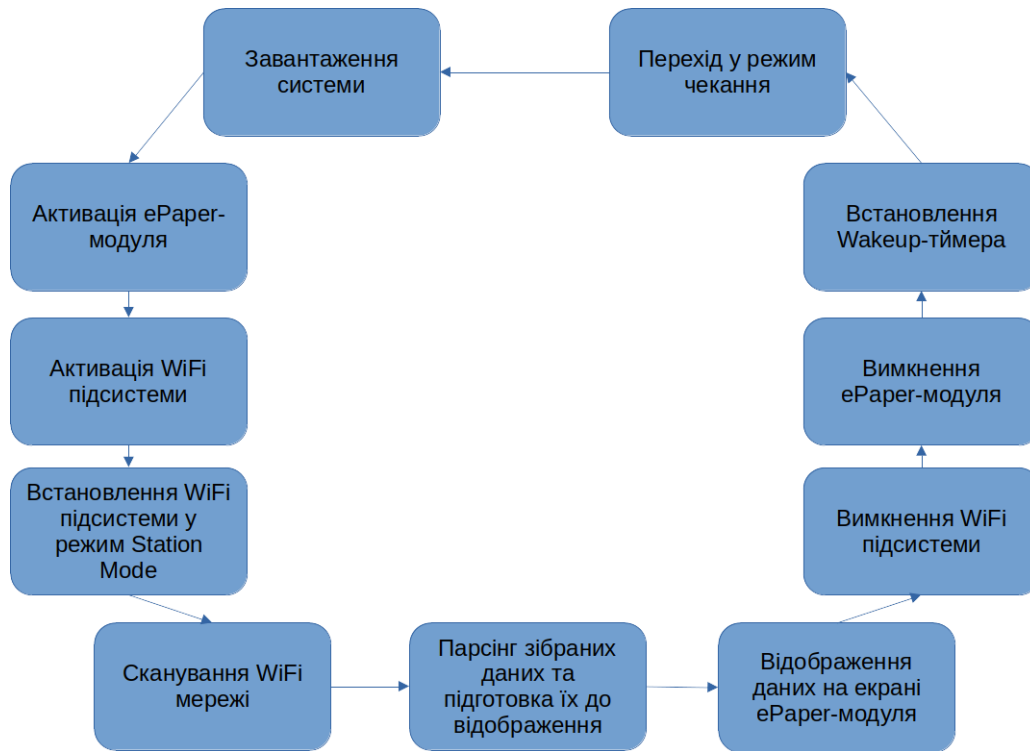 Завантаження
системи
Перехід у режим
чекання
Активація ePaper-
модуля
Встановлення
Wakeup-тймера
Активація WiFi
підсистеми
Вимкнення
ePaper-модуля
Встановлення WiFi
підсистеми у
режим Station
Mode
Вимкнення WiFi
підсистеми
Сканування WiFi
мережі
Парсінг зібраних
даних та
підготовка їх до
відображення
Відображення
даних на екрані
ePaper-модуля